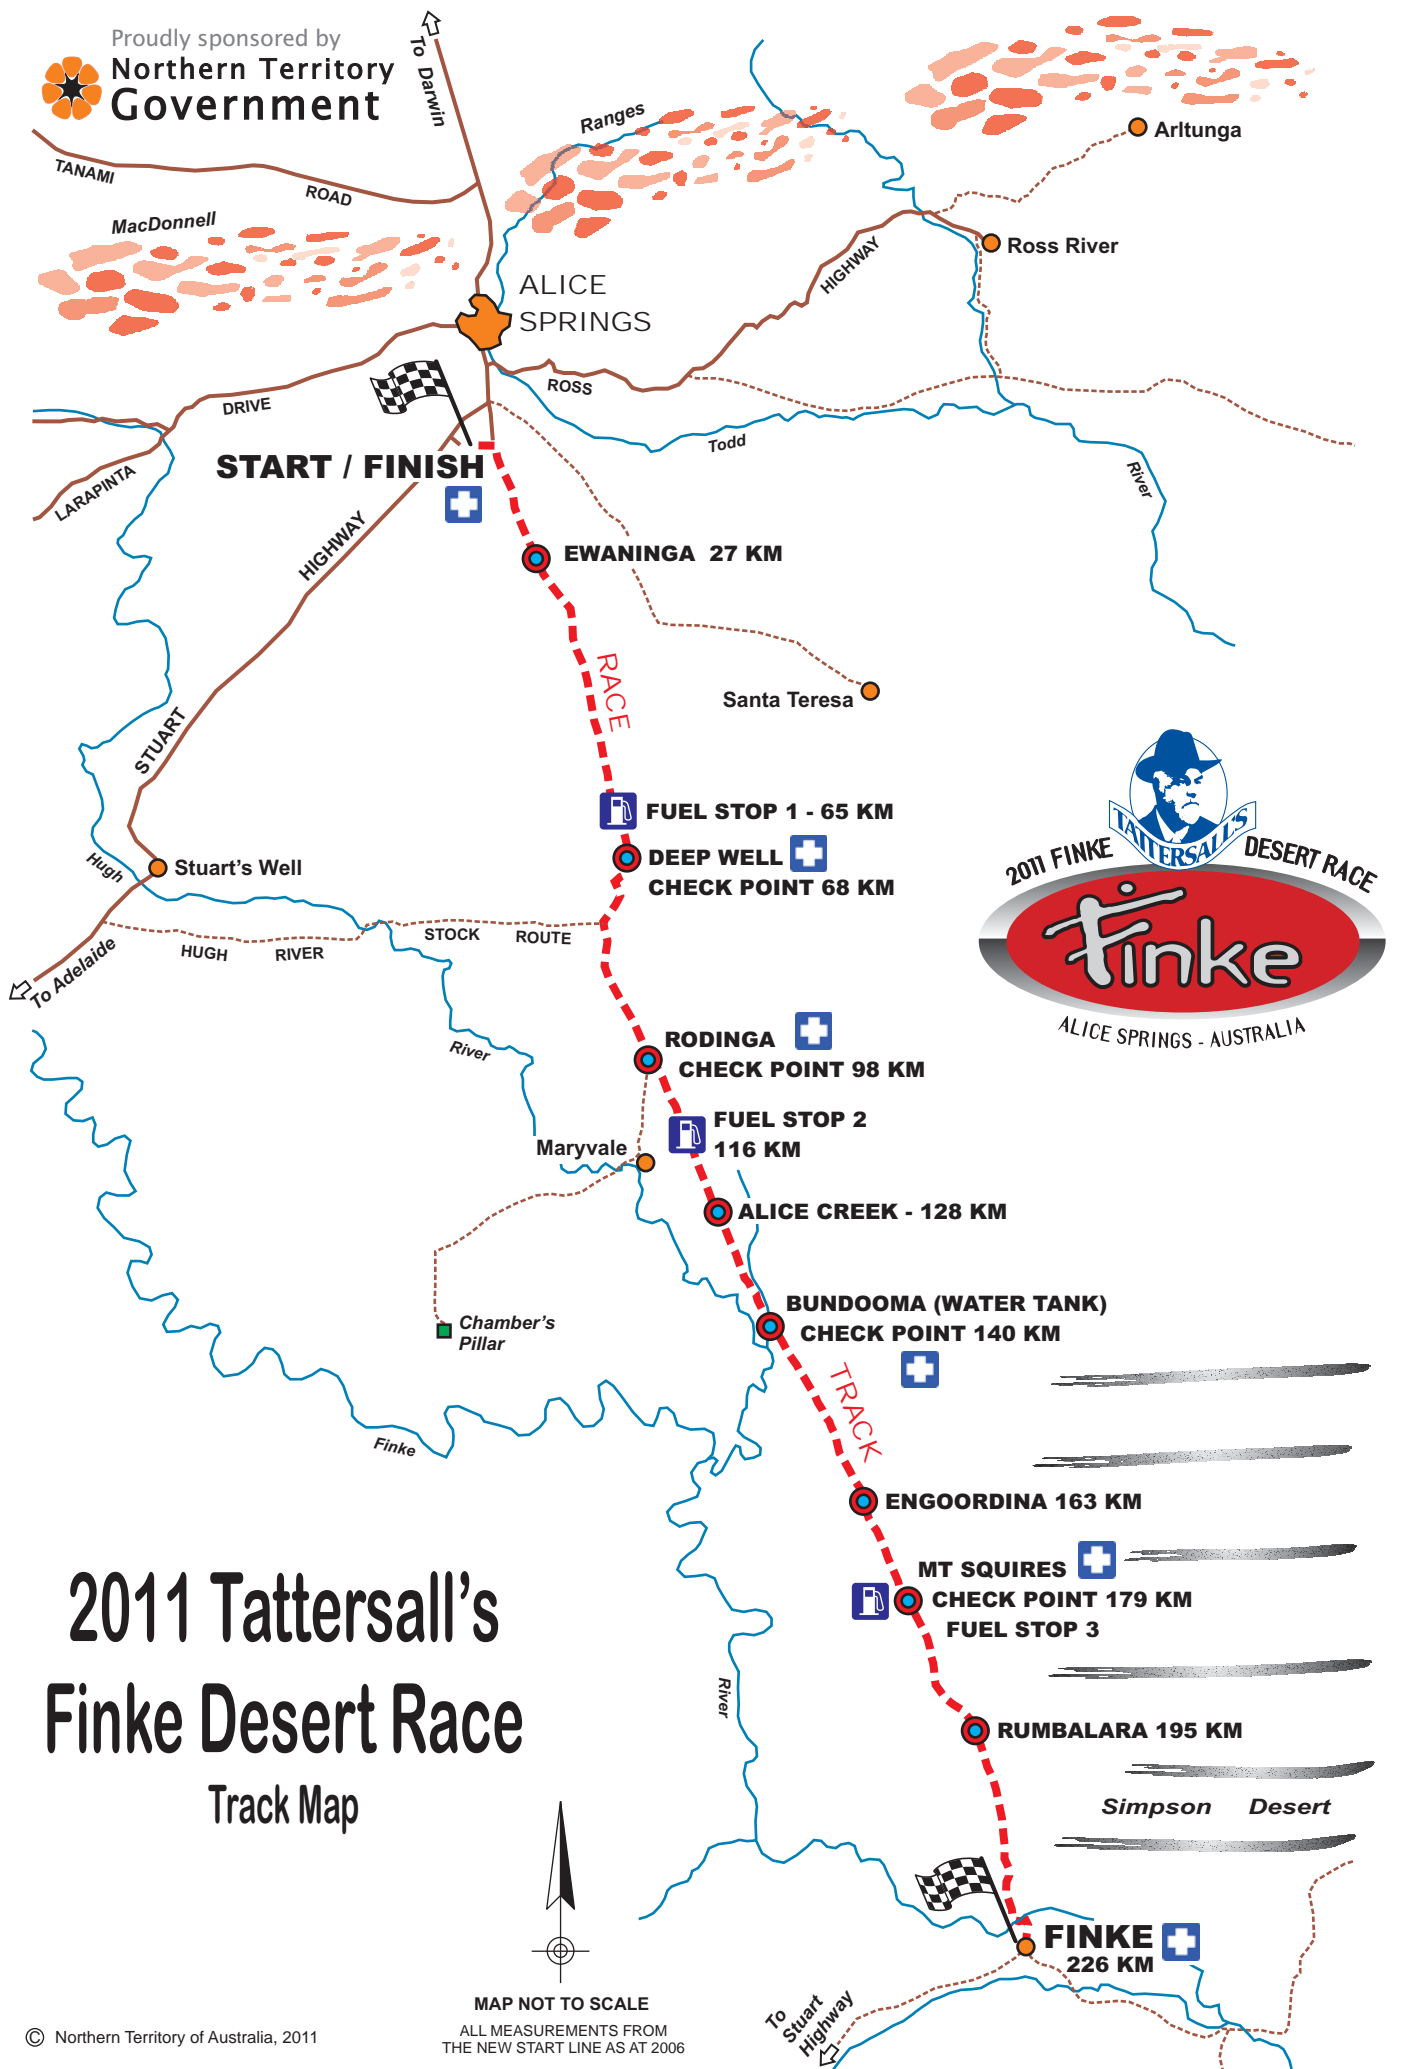 Proudly sponsored by
Northern Territory
Government
To Darwin
TANAMI
ROAD
MacDonnell
Ranges
Arltunga
Ross River
HIGHWAY
ALICE
SPRINGS
ROSS
DRIVE
LARAPINTA
Todd
River
START / FINISH
HIGHWAY
STUART
EWANINGA 27 KM
RACE
Santa Teresa
FUEL STOP 1 - 65 KM
DEEP WELL
CHECK POINT 68 KM
Stuart's Well
Hugh
To Adelaide
HUGH RIVER
STOCK ROUTE
River
TATTERSALL'S
2011 FINKE
DESERT RACE
Finke
ALICE SPRINGS - AUSTRALIA
RODINGA
CHECK POINT 98 KM
FUEL STOP 2
116 KM
Maryvale
ALICE CREEK - 128 KM
Chamber's
Pillar
BUNDOOMA (WATER TANK)
CHECK POINT 140 KM
TRACK
Finke
ENGOORDINA 163 KM
MT SQUIRES
CHECK POINT 179 KM
FUEL STOP 3
River
RUMBALARA 195 KM
Simpson Desert
2011 Tattersall's
Finke Desert Race
Track Map
FINKE
226 KM
To
Stuart
Highway
MAP NOT TO SCALE
ALL MEASUREMENTS FROM
THE NEW START LINE AS AT 2006
© Northern Territory of Australia, 2011